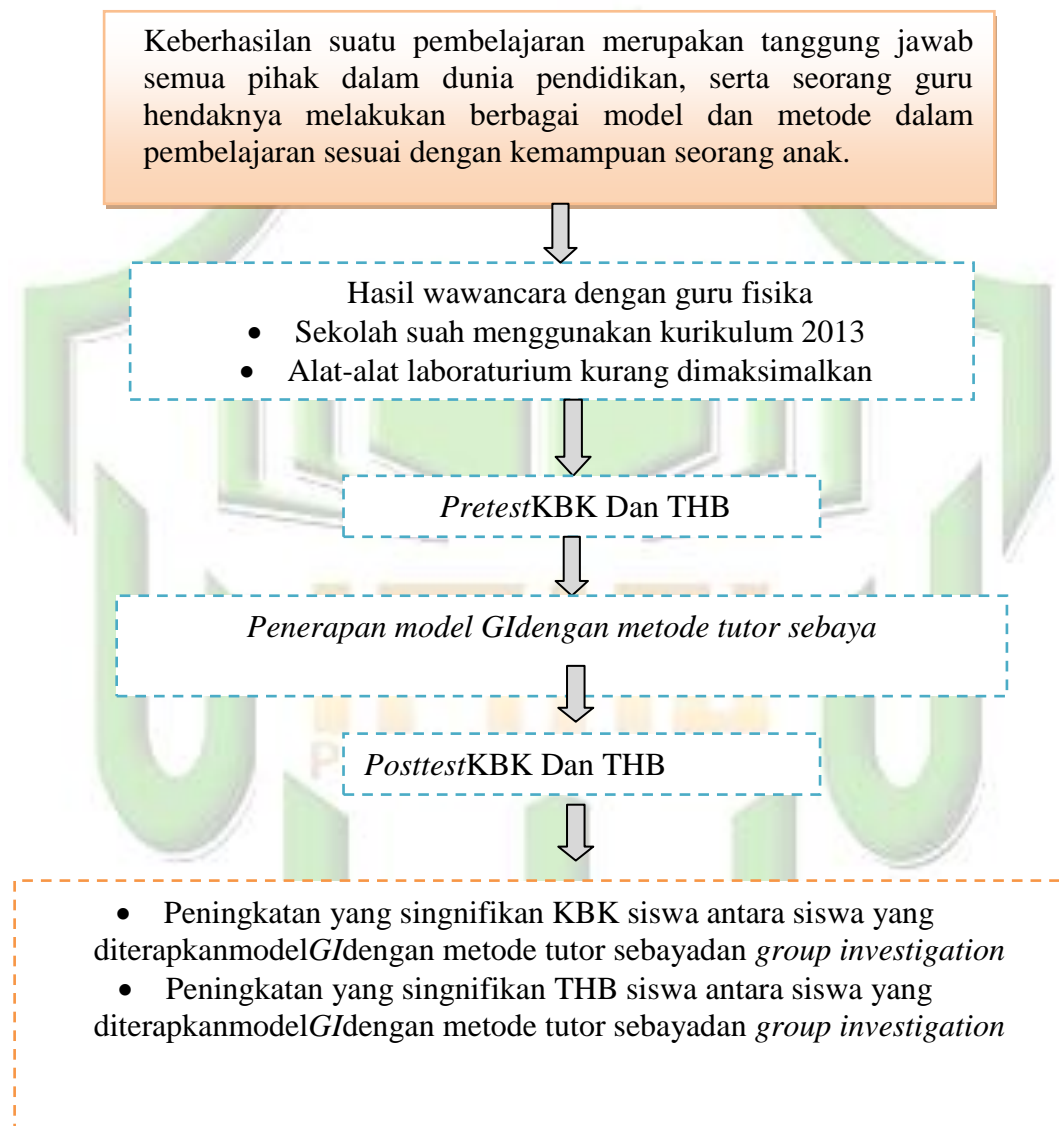 Keberhasilan suatu pembelajaran merupakan tanggung jawab
semua pihak dalam dunia pendidikan, serta seorang guru
hendaknya melakukan berbagai model dan metode dalam
pembelajaran sesuai dengan kemampuan seorang anak.
Hasil wawancara dengan guru fisika
• Sekolah suah menggunakan kurikulum 2013
• Alat-alat laboraturium kurang dimaksimalkan
PretestKBK Dan THB
Penerapan model GIdengan metode tutor sebaya
PosttestKBK Dan THB
• Peningkatan yang singnifikan KBK siswa antara siswa yang
diterapkanmodelGIdengan metode tutor sebayadan group investigation
• Peningkatan yang singnifikan THB siswa antara siswa yang
diterapkanmodelGIdengan metode tutor sebayadan group investigation